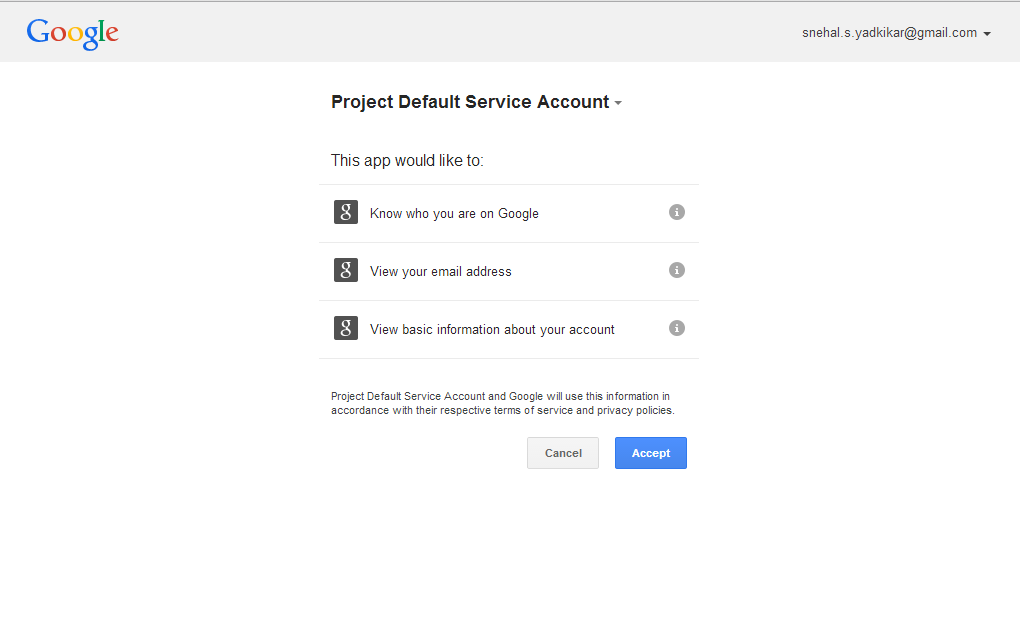 Google
snehal.s.yadkikar@gmail.com
Project Default Service Account
This app would like to:
g
Know who you are on Google
i
g
View your email address
i
g
View basic information about your account
i
Project Default Service Account and Google will use this information in
accordance with their respective terms of service and privacy policies.
Cancel
Accept